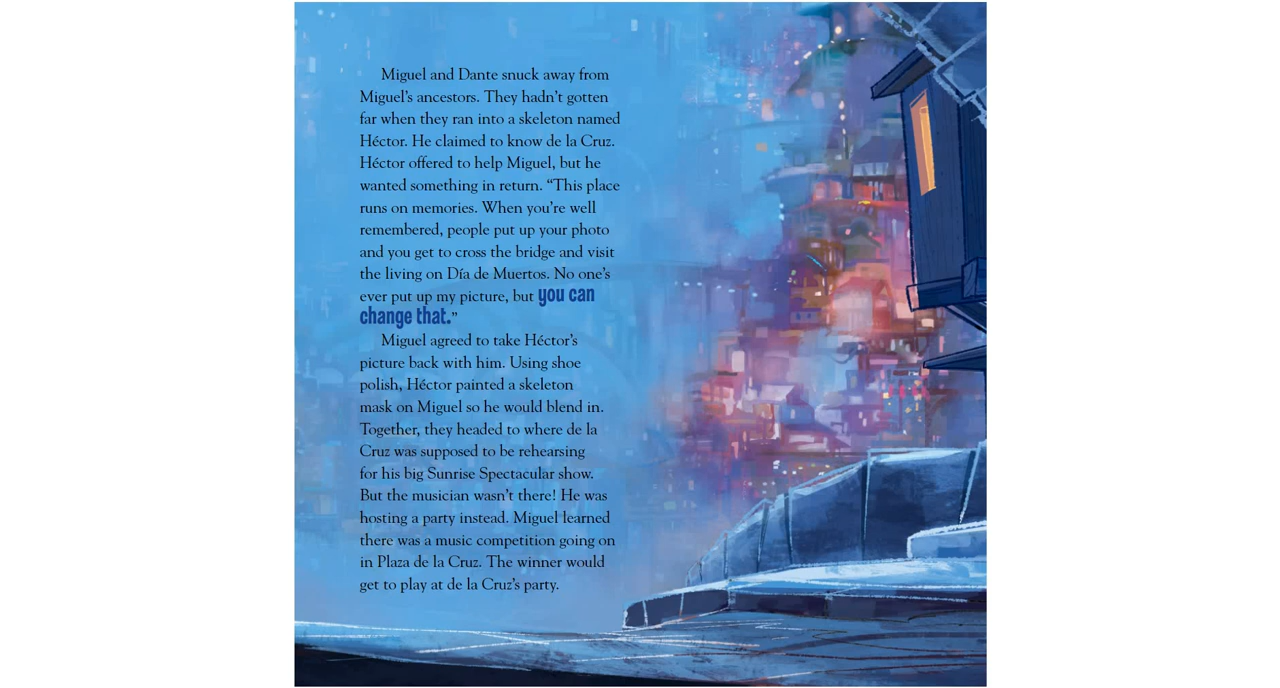 Miguel and Dante snuck away from
Miguel’s ancestors. They hadn’t gotten
far when they ran into a skeleton named
Héctor. He claimed to know de la Cruz.
Héctor offered to help Miguel, but he
wanted something in return. “This place
runs on memories. When you’re well
remembered, people put up your photo
and you get to cross the bridge and visit
the living on Día de Muertos. No one’s
ever put up my picture, but you can
change that.”
Miguel agreed to take Héctor’s
picture back with him. Using shoe
polish, Héctor painted a skeleton
mask on Miguel so he would blend in.
Together, they headed to where de la
Cruz was supposed to be rehearsing
for his big Sunrise Spectacular show.
But the musician wasn’t there! He was
hosting a party instead. Miguel learned
there was a music competition going on
in Plaza de la Cruz. The winner would
get to play at de la Cruz’s party.